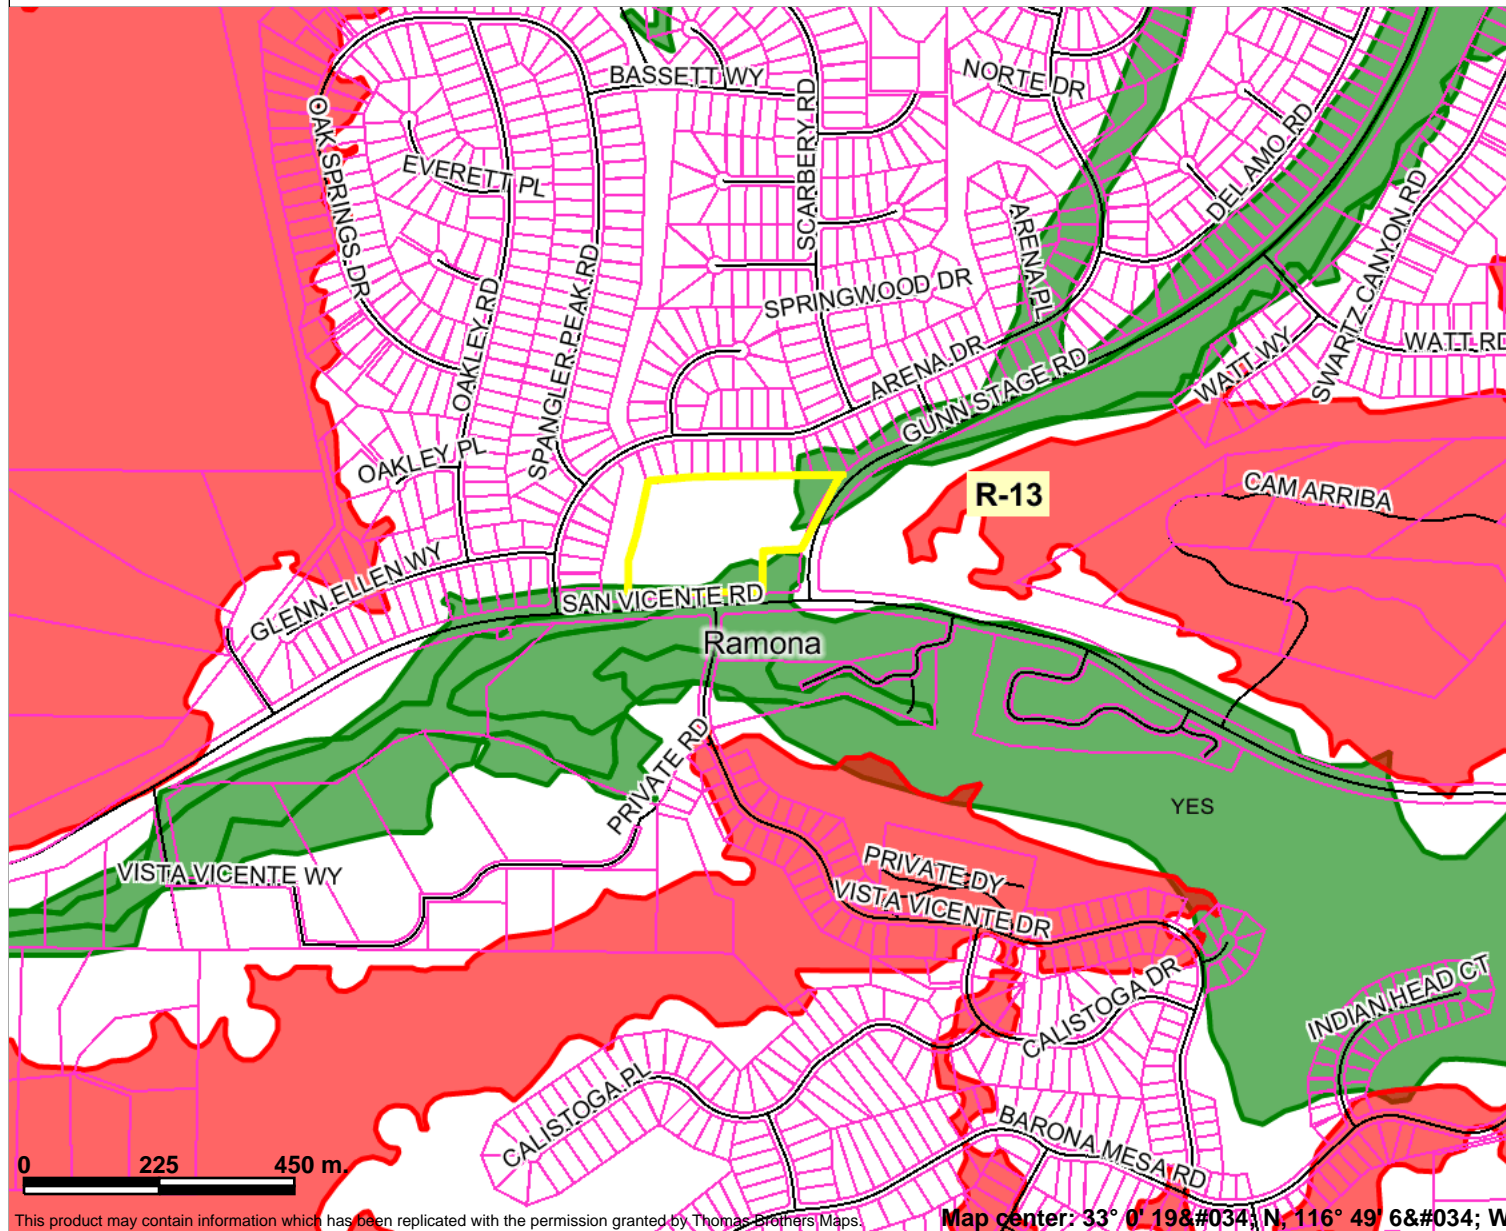 BASSETT WY
NORTE DR
OAK SPRINGS DR
SCARBERY RD
DEL AMO RD
EVERETT PL
SWARTZ CANYON RD
ARENA PL
SPANGLER PEAK RD
OAKLEY RD
SPRINGWOOD DR
WATT RD
WATT WY
ARENA DR
GUNN STAGE RD
OAKLEY PL
R-13
CAM ARRIBA
GLENN ELLEN WY
SAN VICENTE RD
Ramona
PRIVATE RD
YES
VISTA VICENTE WY
PRIVATE DY
VISTA VICENTE DR
CALISTOGA DR
INDIAN HEAD CT
CALISTOGA PL
BARONA MESA RD
0 225 450 m.
This product may contain information which has been replicated with the permission granted by Thomas Brothers Maps.
Map center: 33° 0' 19&#034; N, 116° 49' 6&#034; W